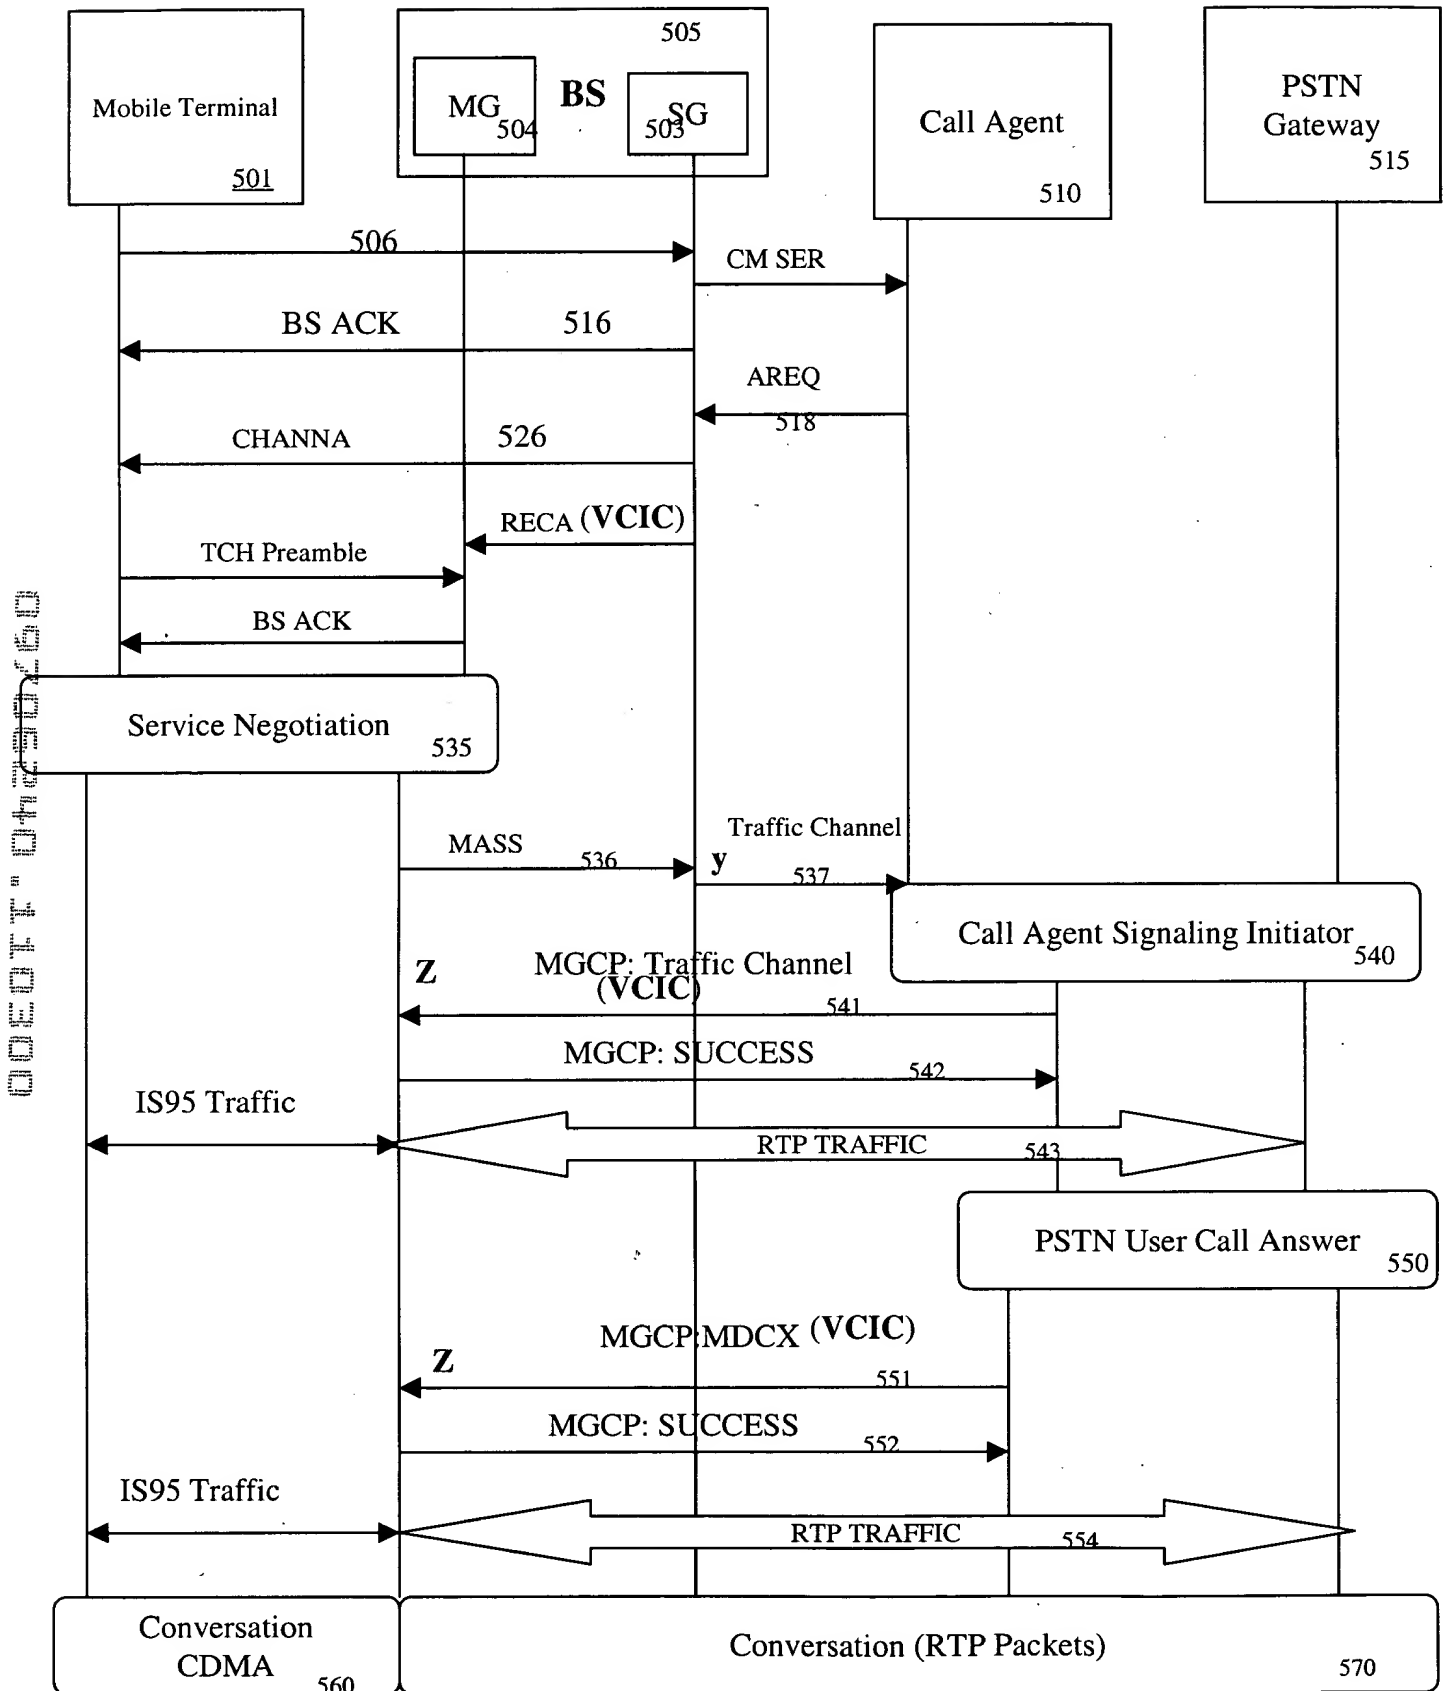 Mobile Terminal
501
505
BS
MG
504
SG
503
Call Agent
510
PSTN
Gateway
515
506
CM SER
BS ACK 516
AREQ
518
CHANNA 526
RECA (VCIC)
TCH Preamble
BS ACK
Service Negotiation
535
MASS
536
y
Traffic Channel
537
Call Agent Signaling Initiator
540
Z
MGCP: Traffic Channel
(VCIC)
541
MGCP: SUCCESS
542
IS95 Traffic
RTP TRAFFIC
543
PSTN User Call Answer
550
MGCP:MDCX (VCIC)
Z
551
MGCP: SUCCESS
552
IS95 Traffic
RTP TRAFFIC
554
Conversation
CDMA
560
Conversation (RTP Packets)
570